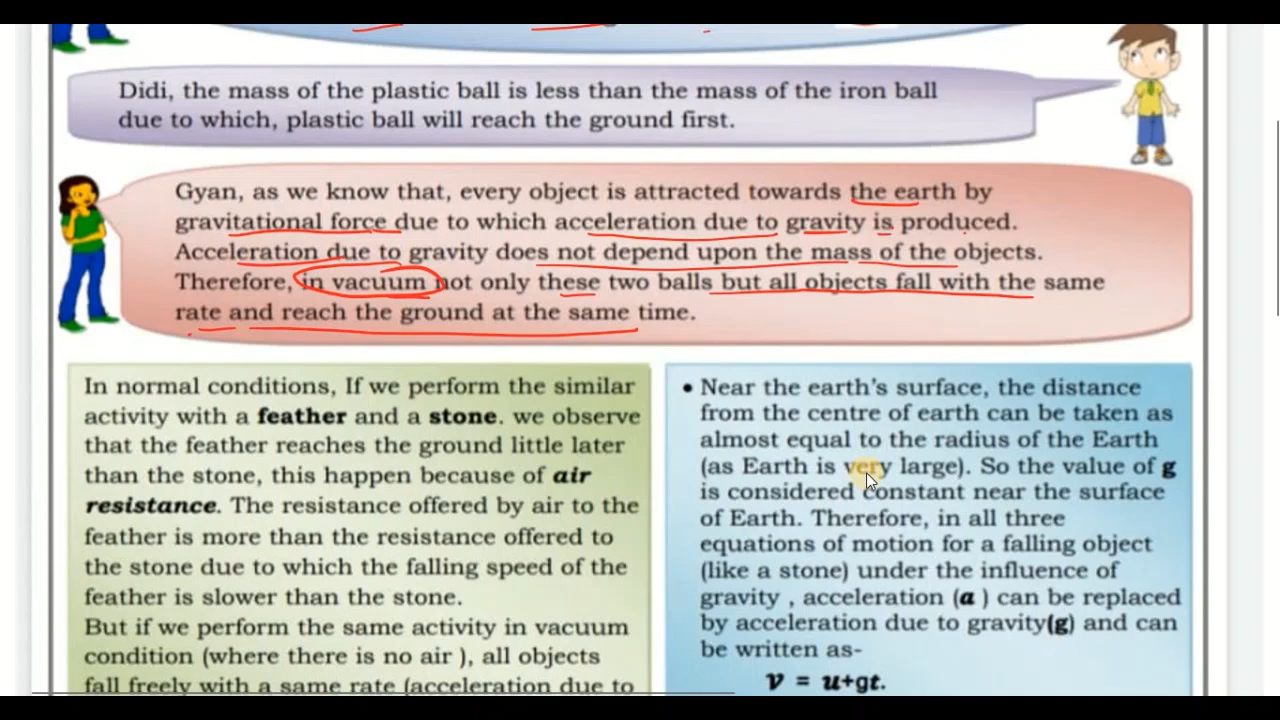 Didi, the mass of the plastic ball is less than the mass of the iron ball
due to which, plastic ball will reach the ground first.
Gyan, as we know that, every object is attracted towards the earth by
gravitational force due to which acceleration due to gravity is produced.
Acceleration due to gravity does not depend upon the mass of the objects.
Therefore, in vacuum not only these two balls but all objects fall with the same
rate and reach the ground at the same time.
In normal conditions, If we perform the similar
activity with a feather and a stone. we observe
that the feather reaches the ground little later
than the stone, this happen because of air
resistance. The resistance offered by air to the
feather is more than the resistance offered to
the stone due to which the falling speed of the
feather is slower than the stone.
But if we perform the same activity in vacuum
condition (where there is no air ), all objects
fall freely with a same rate (acceleration due to
• Near the earth's surface, the distance
from the centre of earth can be taken as
almost equal to the radius of the Earth
(as Earth is very large). So the value of g
is considered constant near the surface
of Earth. Therefore, in all three
equations of motion for a falling object
(like a stone) under the influence of
gravity , acceleration (a ) can be replaced
by acceleration due to gravity(g) and can
be written as-
v = u+gt.